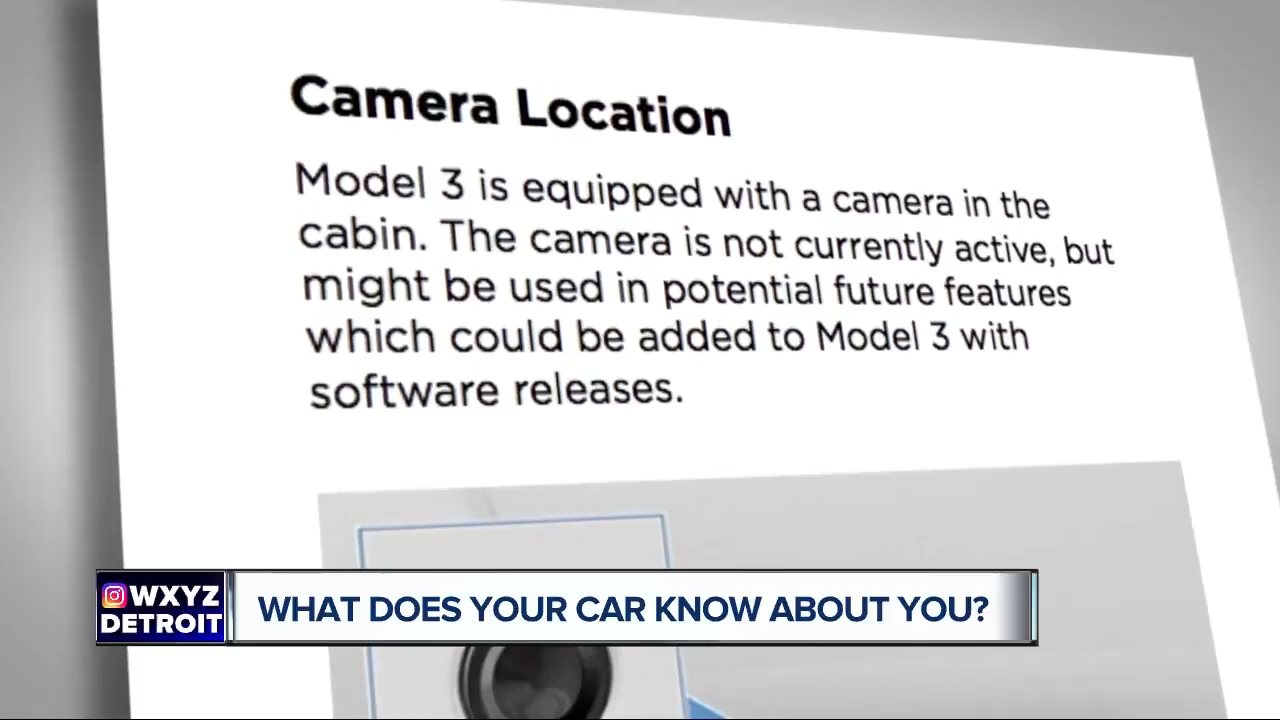 Camera Location
Model 3 is equipped with a camera in the
cabin. The camera is not currently active, but
might be used in potential future features
which could be added to Model 3 with
software releases.
WXYZ
DETROIT
WHAT DOES YOUR CAR KNOW ABOUT YOU?